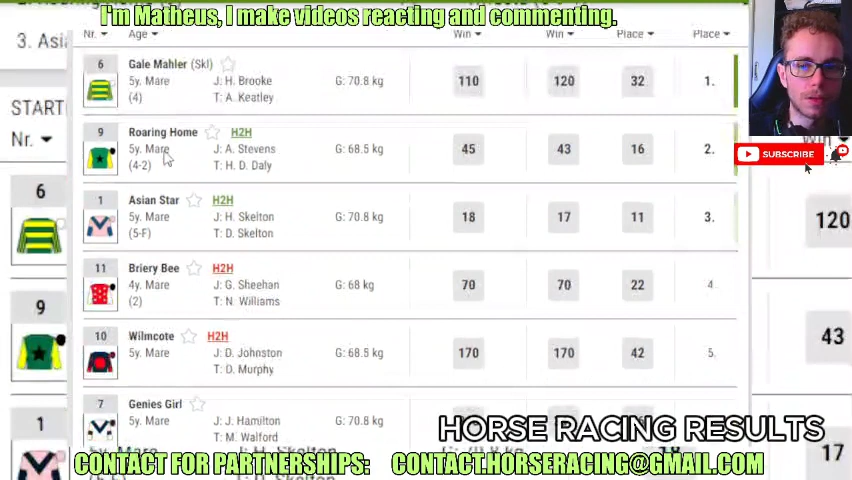 I'm Matheus, I make videos reacting and commenting.
3. Asia
Nr. Age Win Win Place Place
START
Nr.
6 Gale Mahler (Skl)
5y. Mare J: H. Brooke G: 70.8 kg 110 120 32 1.
(4) T: A. Keatley
9 Roaring Home H2H
5y. Mare J: A. Stevens G: 68.5 kg 45 43 16 2.
(4-2) T: H. D. Daly
SUBSCRIBE
1 Asian Star H2H
5y. Mare J: H. Skelton G: 70.8 kg 18 17 11 3.
(5-F) T: D. Skelton
11 Briery Bee H2H
4y. Mare J: G. Sheehan G: 68 kg 70 70 22 4.
(2) T: N. Williams
10 Wilmcote H2H
5y. Mare J: D. Johnston G: 68.5 kg 170 170 42 5.
T: D. Murphy
7 Genies Girl
5y. Mare J: J. Hamilton G: 70.8 kg
T: M. Walford
6
120
9
43
1
HORSE RACING RESULTS
CONTACT FOR PARTNERSHIPS: CONTACT.HORSERACING@GMAIL.COM